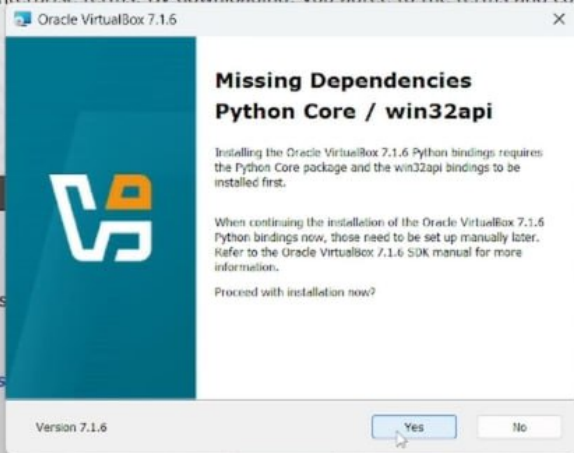 Oracle VirtualBox 7.1.6
Missing Dependencies
Python Core / win32api
Installing the Oracle VirtualBox 7.1.6 Python bindings requires
the Python Core package and the win32api bindings to be
installed first.
When continuing the installation of the Oracle VirtualBox 7.1.6
Python bindings now, those need to be set up manually later.
Refer to the Oracle VirtualBox 7.1.6 SDK manual for more
information.
Proceed with installation now?
Version 7.1.6
Yes
No